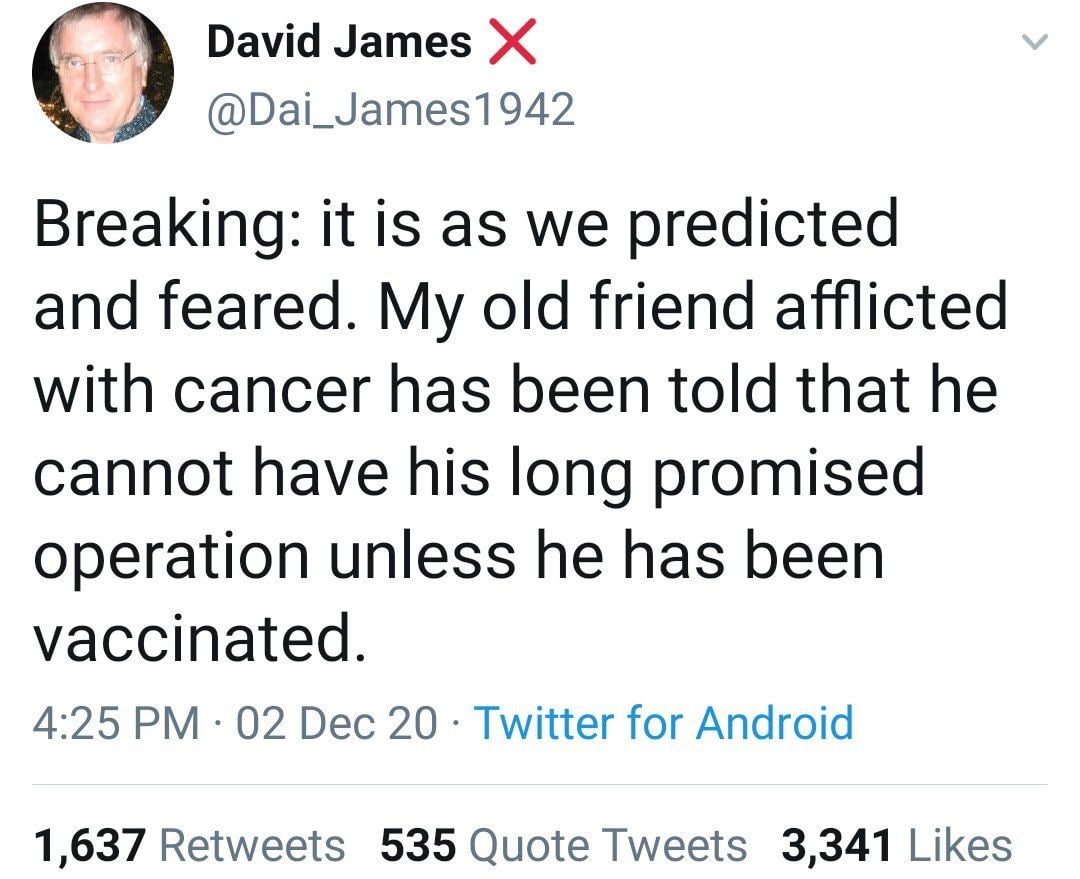 David James ❌
@Dai_James1942
Breaking: it is as we predicted
and feared. My old friend afflicted
with cancer has been told that he
cannot have his long promised
operation unless he has been
vaccinated.
4:25 PM · 02 Dec 20 · Twitter for Android
1,637 Retweets 535 Quote Tweets 3,341 Likes